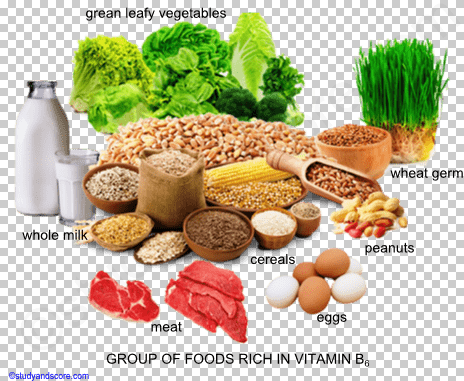 grean leafy vegetables
wheat germ
whole milk
peanuts
cereals
eggs
meat
GROUP OF FOODS RICH IN VITAMIN B₆
©studyandscore.com